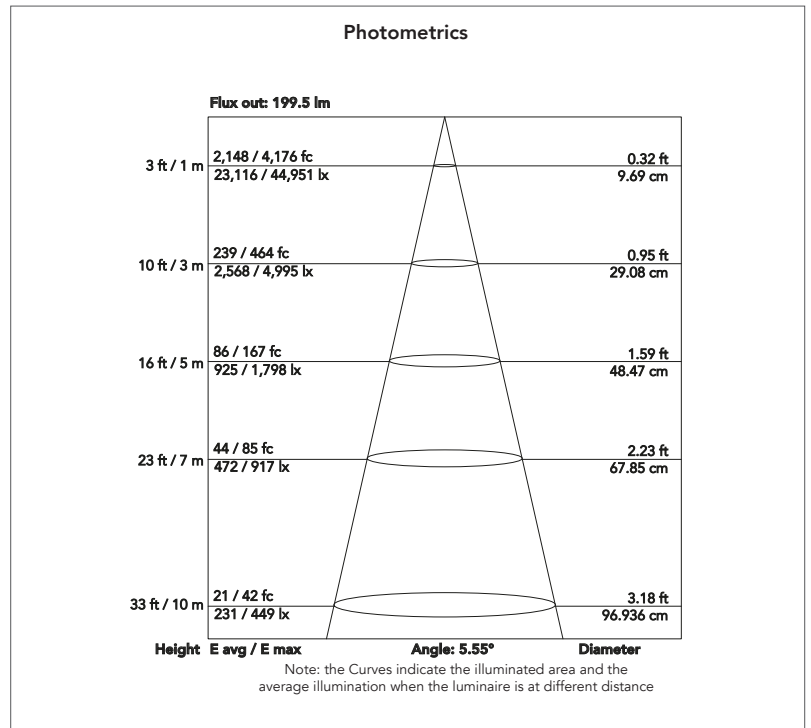 Photometrics
Flux out: 199.5 lm
3 ft / 1 m
2,148 / 4,176 fc
23,116 / 44,951 lx
0.32 ft
9.69 cm
10 ft / 3 m
239 / 464 fc
2,568 / 4,995 lx
0.95 ft
29.08 cm
16 ft / 5 m
86 / 167 fc
925 / 1,798 lx
1.59 ft
48.47 cm
23 ft / 7 m
44 / 85 fc
472 / 917 lx
2.23 ft
67.85 cm
33 ft / 10 m
21 / 42 fc
231 / 449 lx
3.18 ft
96.936 cm
Height E avg / E max Angle: 5.55° Diameter
Note: the Curves indicate the illuminated area and the
average illumination when the luminaire is at different distance